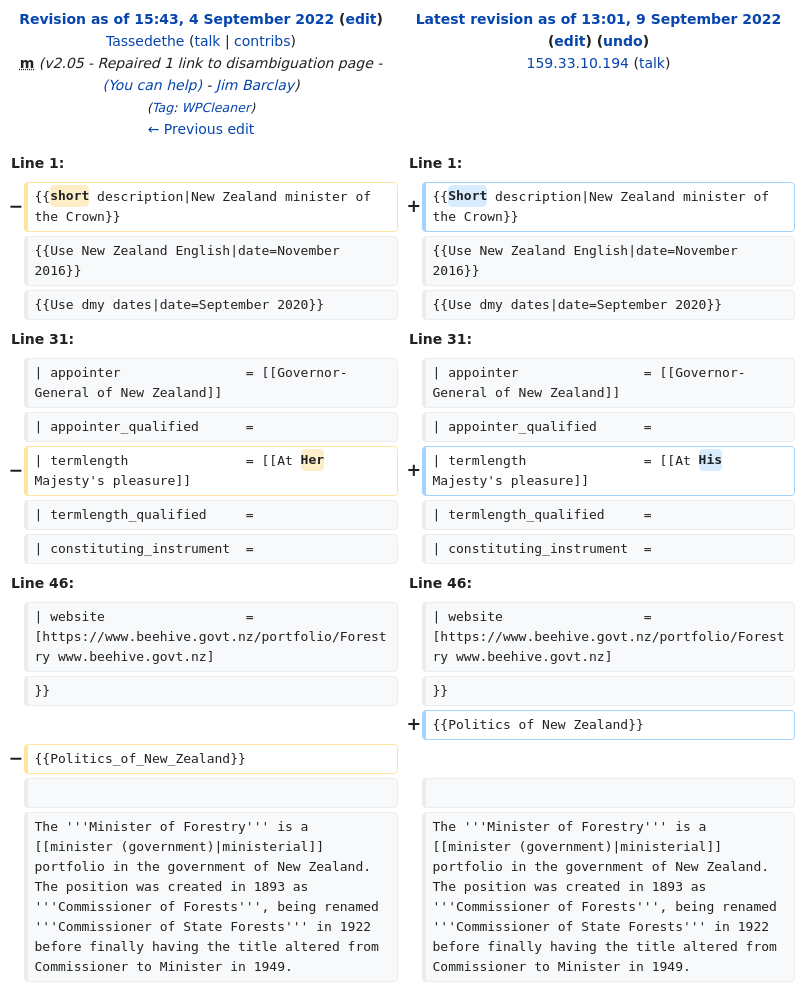 Revision as of 15:43, 4 September 2022 (edit)
Tassedethe (talk | contribs)
m (v2.05 - Repaired 1 link to disambiguation page -
(You can help) - Jim Barclay)
(Tag: WPCleaner)
← Previous edit
Latest revision as of 13:01, 9 September 2022
(edit) (undo)
159.33.10.194 (talk)
Line 1:
Line 1:
− {{short description|New Zealand minister of
the Crown}}
+ {{Short description|New Zealand minister of
the Crown}}
{{Use New Zealand English|date=November
2016}}
{{Use New Zealand English|date=November
2016}}
{{Use dmy dates|date=September 2020}}
{{Use dmy dates|date=September 2020}}
Line 31:
Line 31:
| appointer                = [[Governor-
General of New Zealand]]
| appointer                = [[Governor-
General of New Zealand]]
| appointer_qualified      =
| appointer_qualified      =
− | termlength               = [[At Her
Majesty's pleasure]]
+ | termlength               = [[At His
Majesty's pleasure]]
| termlength_qualified     =
| termlength_qualified     =
| constituting_instrument  =
| constituting_instrument  =
Line 46:
Line 46:
| website                  =
[https://www.beehive.govt.nz/portfolio/Forest
ry www.beehive.govt.nz]
| website                  =
[https://www.beehive.govt.nz/portfolio/Forest
ry www.beehive.govt.nz]
}}
}}
+ {{Politics of New Zealand}}
− {{Politics_of_New_Zealand}}
The '''Minister of Forestry''' is a
[[minister (government)|ministerial]]
portfolio in the government of New Zealand.
The position was created in 1893 as
'''Commissioner of Forests''', being renamed
'''Commissioner of State Forests''' in 1922
before finally having the title altered from
Commissioner to Minister in 1949.
The '''Minister of Forestry''' is a
[[minister (government)|ministerial]]
portfolio in the government of New Zealand.
The position was created in 1893 as
'''Commissioner of Forests''', being renamed
'''Commissioner of State Forests''' in 1922
before finally having the title altered from
Commissioner to Minister in 1949.